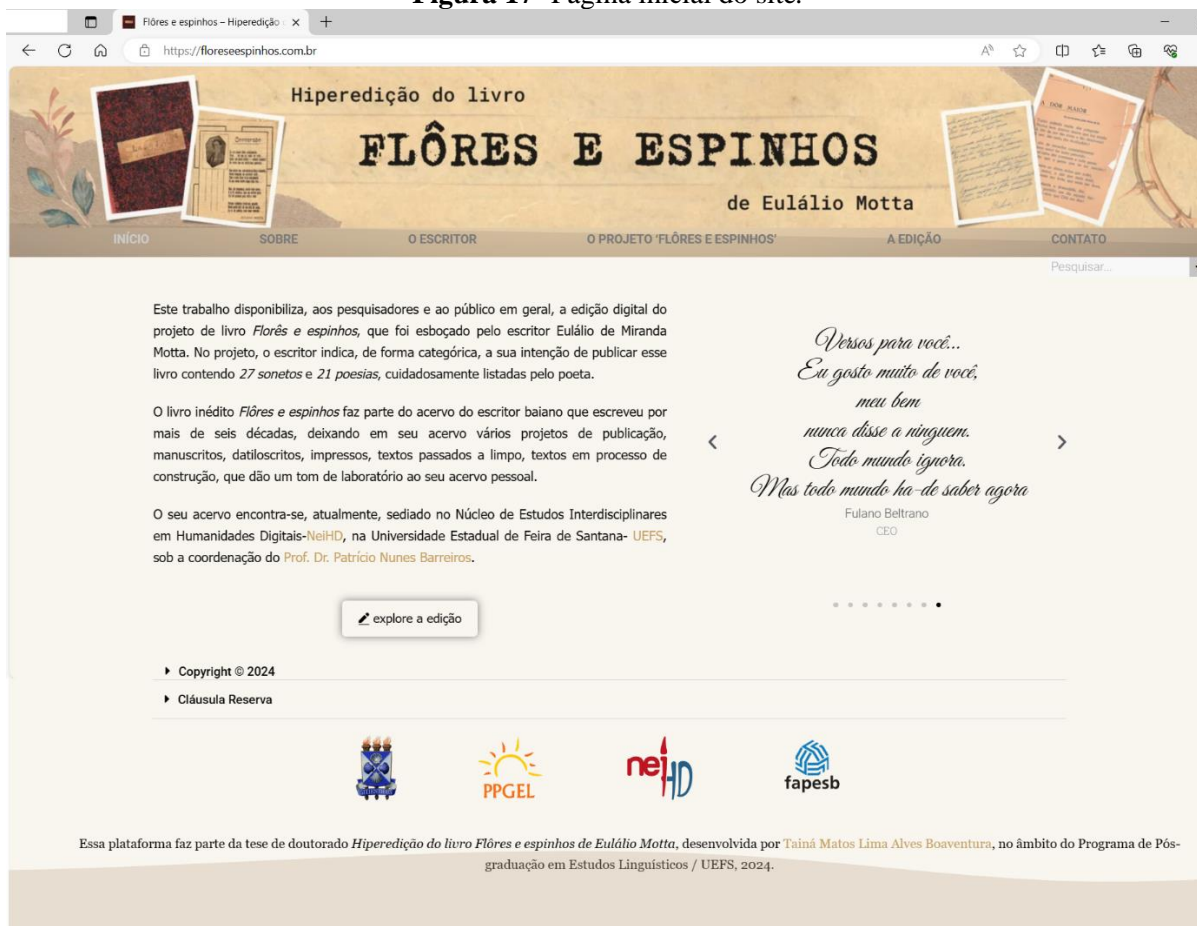 Figura 17- Página inicial do site.
Flôres e espinhos – Hiperedição
https://floreseespinhos.com.br
Hiperedição do livro
FLÔRES E ESPINHOS
de Eulálio Motta
A DOR MAIOR
INÍCIO SOBRE O ESCRITOR O PROJETO 'FLÔRES E ESPINHOS' A EDIÇÃO CONTATO
Pesquisar...
Este trabalho disponibiliza, aos pesquisadores e ao público em geral, a edição digital do
projeto de livro Florês e espinhos, que foi esboçado pelo escritor Eulálio de Miranda
Motta. No projeto, o escritor indica, de forma categórica, a sua intenção de publicar esse
livro contendo 27 sonetos e 21 poesias, cuidadosamente listadas pelo poeta.
O livro inédito Flôres e espinhos faz parte do acervo do escritor baiano que escreveu por
mais de seis décadas, deixando em seu acervo vários projetos de publicação,
manuscritos, datiloscritos, impressos, textos passados a limpo, textos em processo de
construção, que dão um tom de laboratório ao seu acervo pessoal.
O seu acervo encontra-se, atualmente, sediado no Núcleo de Estudos Interdisciplinares
em Humanidades Digitais-NeiHD, na Universidade Estadual de Feira de Santana- UEFS,
sob a coordenação do Prof. Dr. Patrício Nunes Barreiros.
explore a edição
Versos para você...
Eu gosto muito de você,
meu bem
nunca disse a ninguem.
Todo mundo ignora.
Mas todo mundo ha-de saber agora
Fulano Beltrano
CEO
Copyright © 2024
Cláusula Reserva
PPGEL
neiHD
fapesb
Essa plataforma faz parte da tese de doutorado Hiperedição do livro Flôres e espinhos de Eulálio Motta, desenvolvida por Tainá Matos Lima Alves Boaventura, no âmbito do Programa de Pós-
graduação em Estudos Linguísticos / UEFS, 2024.